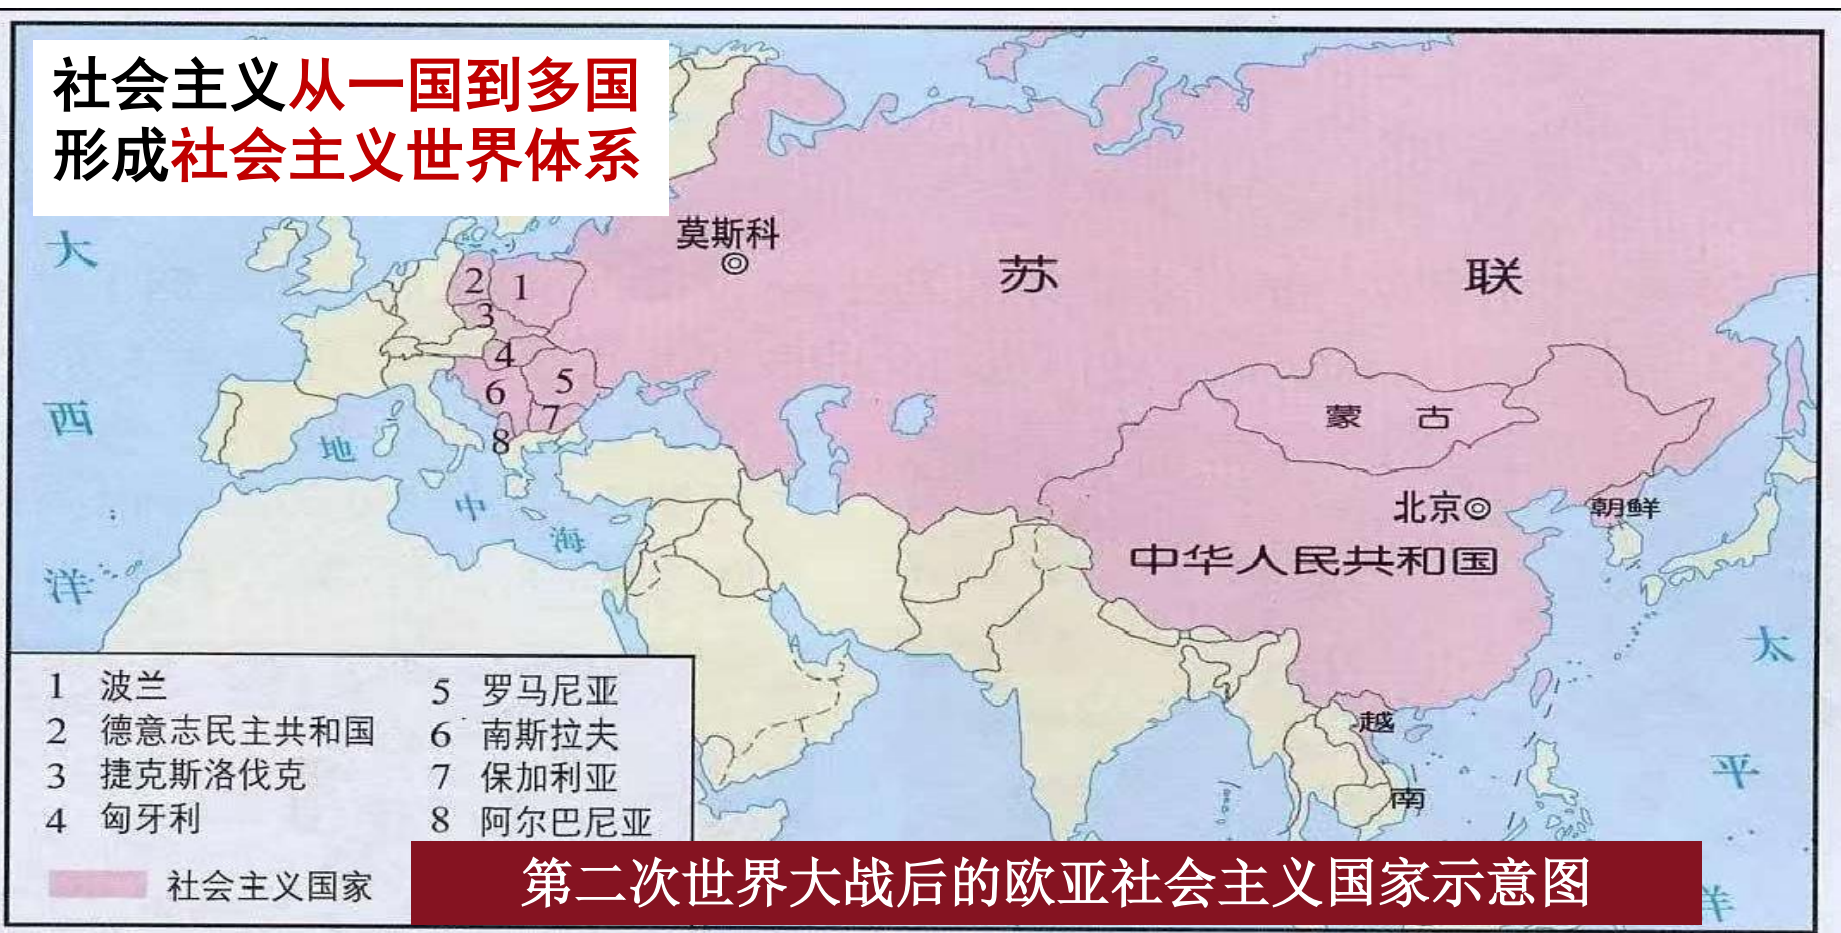 社会主义从一国到多国
形成社会主义世界体系
大
西
洋
莫斯科
苏 联
2
1
3
4
5
6
7
8
地
中
海
蒙 古
北京
朝鲜
中华人民共和国
越
南
太
平
洋
1 波兰
2 德意志民主共和国
3 捷克斯洛伐克
4 匈牙利
5 罗马尼亚
6 南斯拉夫
7 保加利亚
8 阿尔巴尼亚
社会主义国家
第二次世界大战后的欧亚社会主义国家示意图